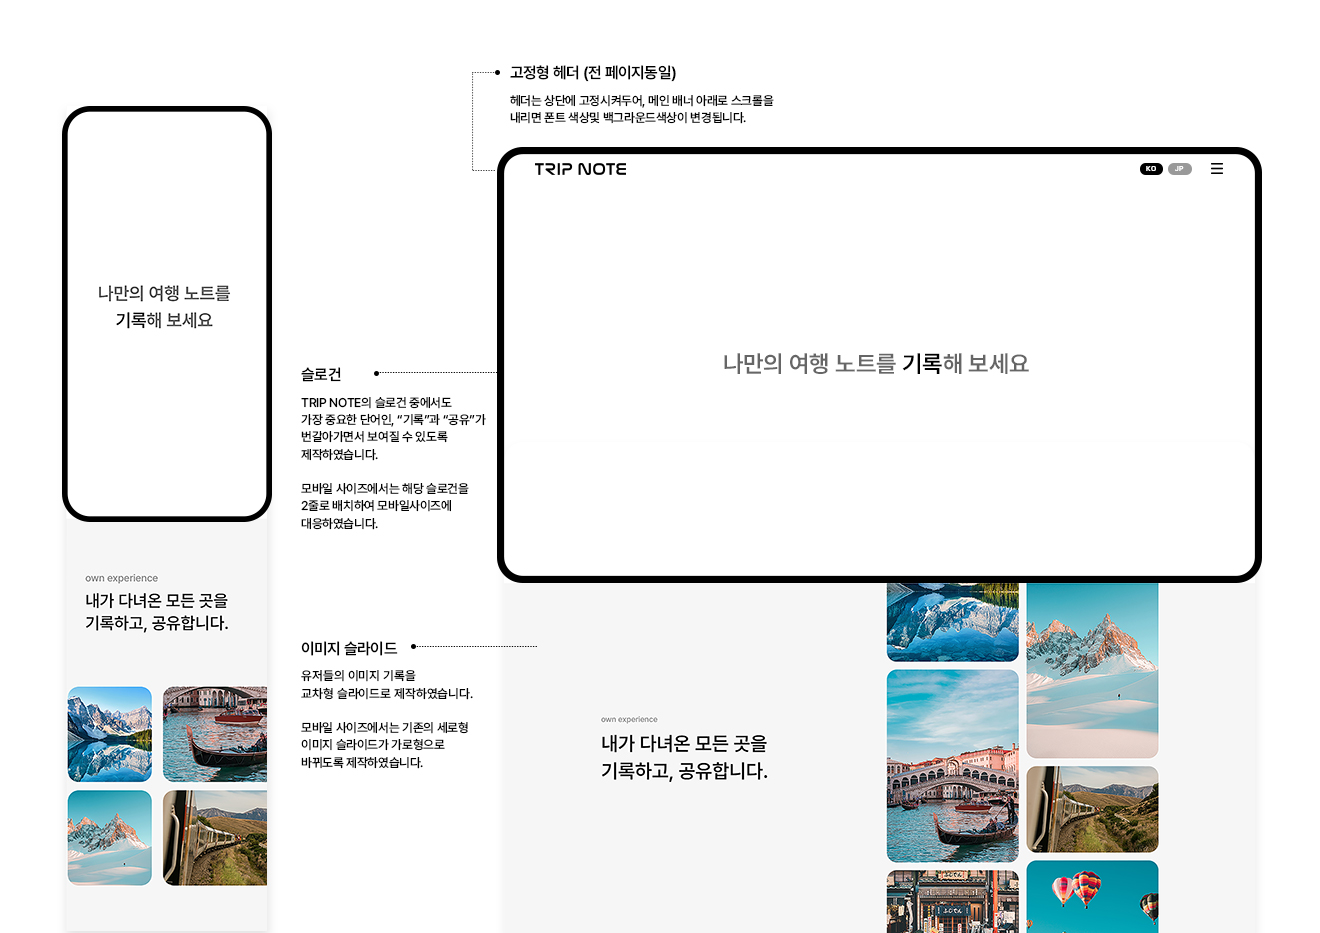 고정형 헤더 (전 페이지동일)
헤더는 상단에 고정시켜두어, 메인 배너 아래로 스크롤을
내리면 폰트 색상및 백그라운드색상이 변경됩니다.
TRIP NOTE
KO
JP
나만의 여행 노트를
기록해 보세요
나만의 여행 노트를 기록해 보세요
슬로건
TRIP NOTE의 슬로건 중에서도
가장 중요한 단어인, “기록”과 “공유”가
번갈아가면서 보여질 수 있도록
제작하였습니다.
모바일 사이즈에서는 해당 슬로건을
2줄로 배치하여 모바일사이즈에
대응하였습니다.
own experience
내가 다녀온 모든 곳을
기록하고, 공유합니다.
이미지 슬라이드
유저들의 이미지 기록을
교차형 슬라이드로 제작하였습니다.
모바일 사이즈에서는 기존의 세로형
이미지 슬라이드가 가로형으로
바뀌도록 제작하였습니다.
own experience
내가 다녀온 모든 곳을
기록하고, 공유합니다.